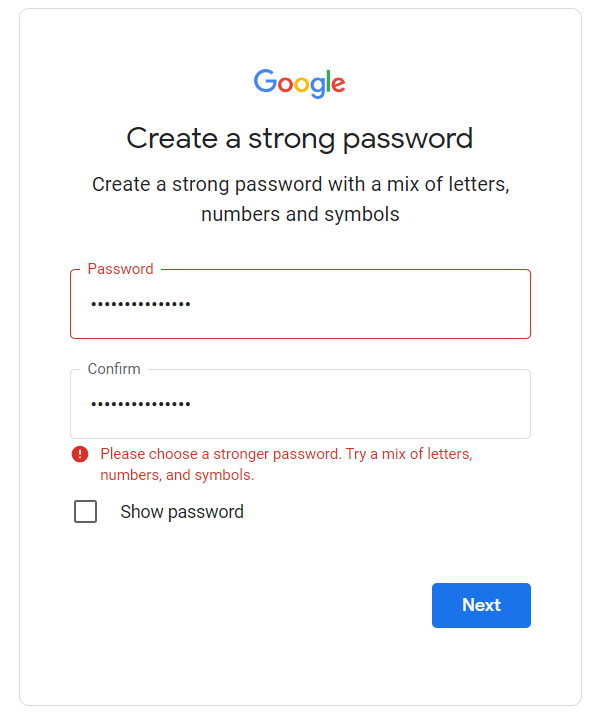 Google
Create a strong password
Create a strong password with a mix of letters,
numbers and symbols
Password
•••••••••••••••
Confirm
•••••••••••••••
Please choose a stronger password. Try a mix of letters,
numbers, and symbols.
Show password
Next